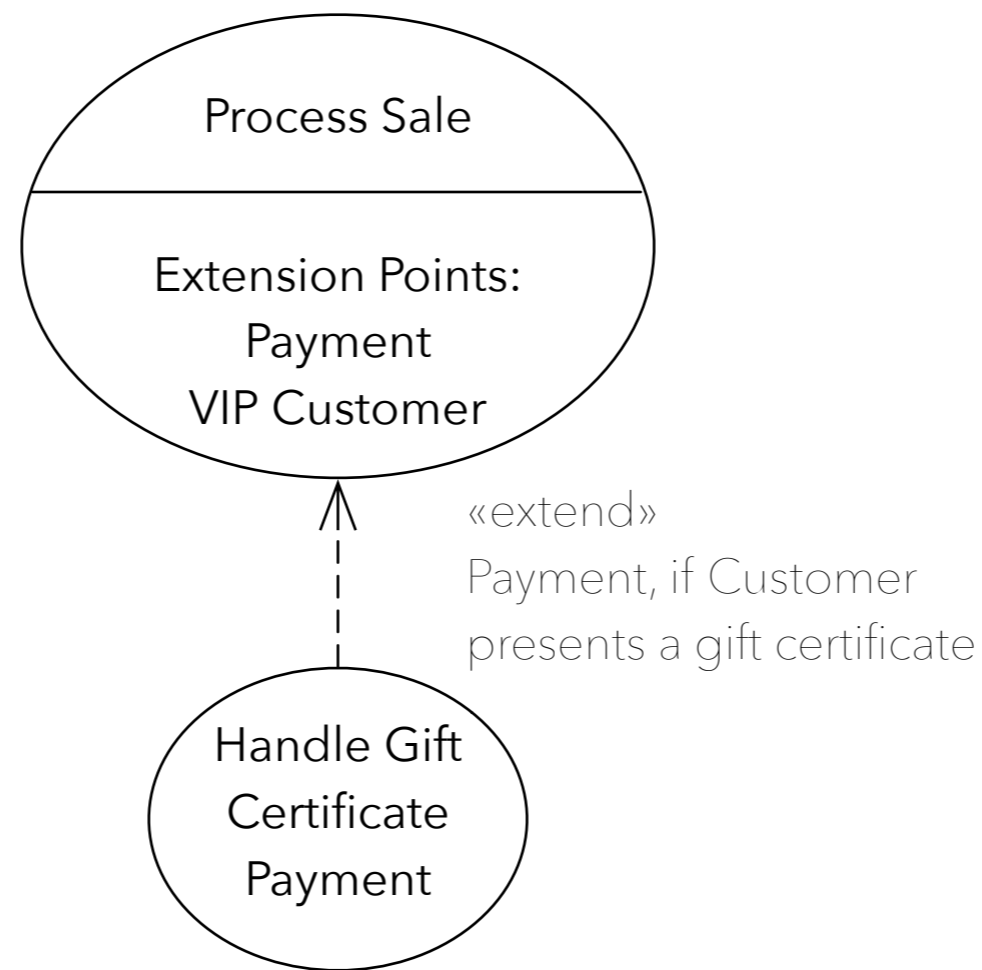 Process Sale
Extension Points:
Payment
VIP Customer
«extend»
Payment, if Customer
presents a gift certificate
Handle Gift
Certificate
Payment